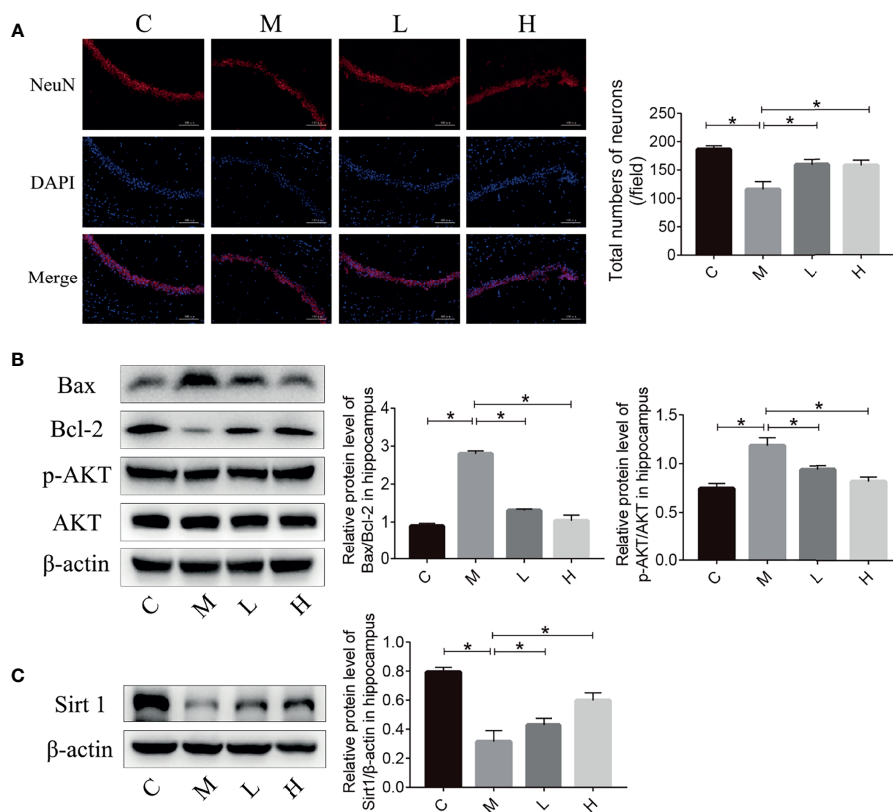 A
C M L H
NeuN
DAPI
Merge
Total numbers of neurons
(/field)
250
200
150
100
50
0
* * *
C M L H
B
Bax
Bcl-2
p-AKT
AKT
β-actin
C M L H
Relative protein level of
Bax/Bcl-2 in hippocampus
4
3
2
1
0
* * *
C M L H
Relative protein level of
p-AKT/AKT in hippocampus
1.5
1.0
0.5
0.0
* * *
C M L H
C
Sirt 1
β-actin
C M L H
Relative protein level of
Sirt1/β-actin in hippocampus
1.0
0.8
0.6
0.4
0.2
0.0
* * *
C M L H